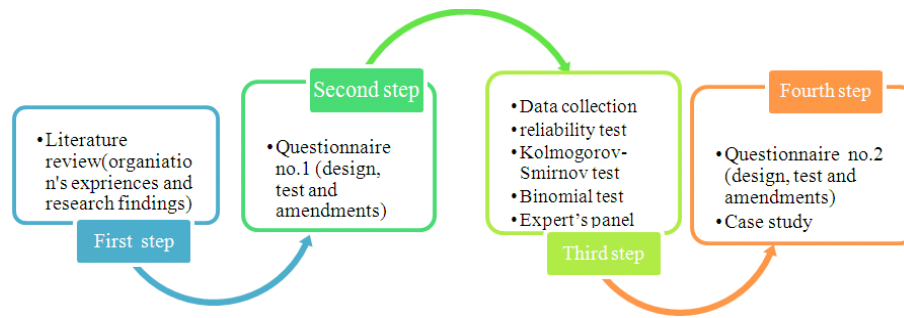 •Literature
review(organiation
n's expriences and
research findings)
First step
Second step
•Questionnaire
no.1 (design,
test and
amendments)
•Data collection
•reliability test
•Kolmogorov-
Smirnov test
•Binomial test
•Expert's panel
Third step
Fourth step
•Questionnaire no.2
(design, test and
amendments)
•Case study